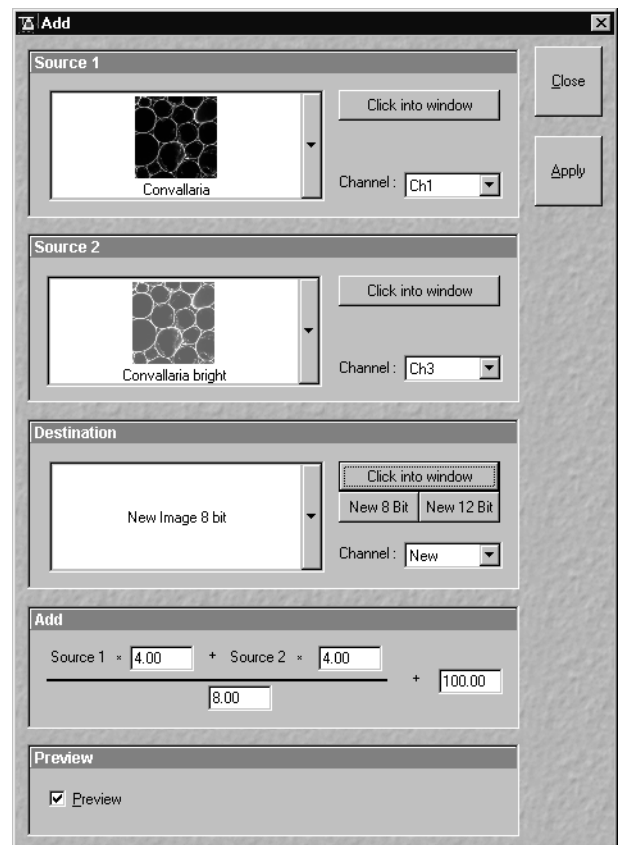 Add
Source 1
Close
Click into window
Apply
Channel : Ch1
Convallaria
Source 2
Click into window
Channel : Ch3
Convallaria bright
Destination
Click into window
New 8 Bit New 12 Bit
New Image 8 bit
Channel : New
Add
Source 1 × 4.00 + Source 2 × 4.00
+ 100.00
8.00
Preview
Preview